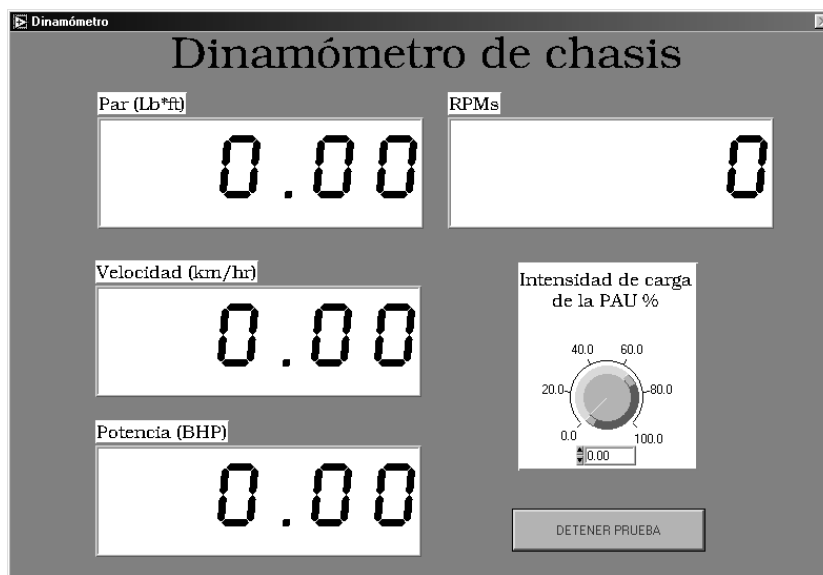 Dinamómetro
Dinamómetro de chasis
Par (Lb*ft)
RPMs
0.00
0
Velocidad (km/hr)
0.00
Intensidad de carga
de la PAU %
40.0 60.0
20.0 80.0
0.0 100.0
0.00
Potencia (BHP)
0.00
DETENER PRUEBA